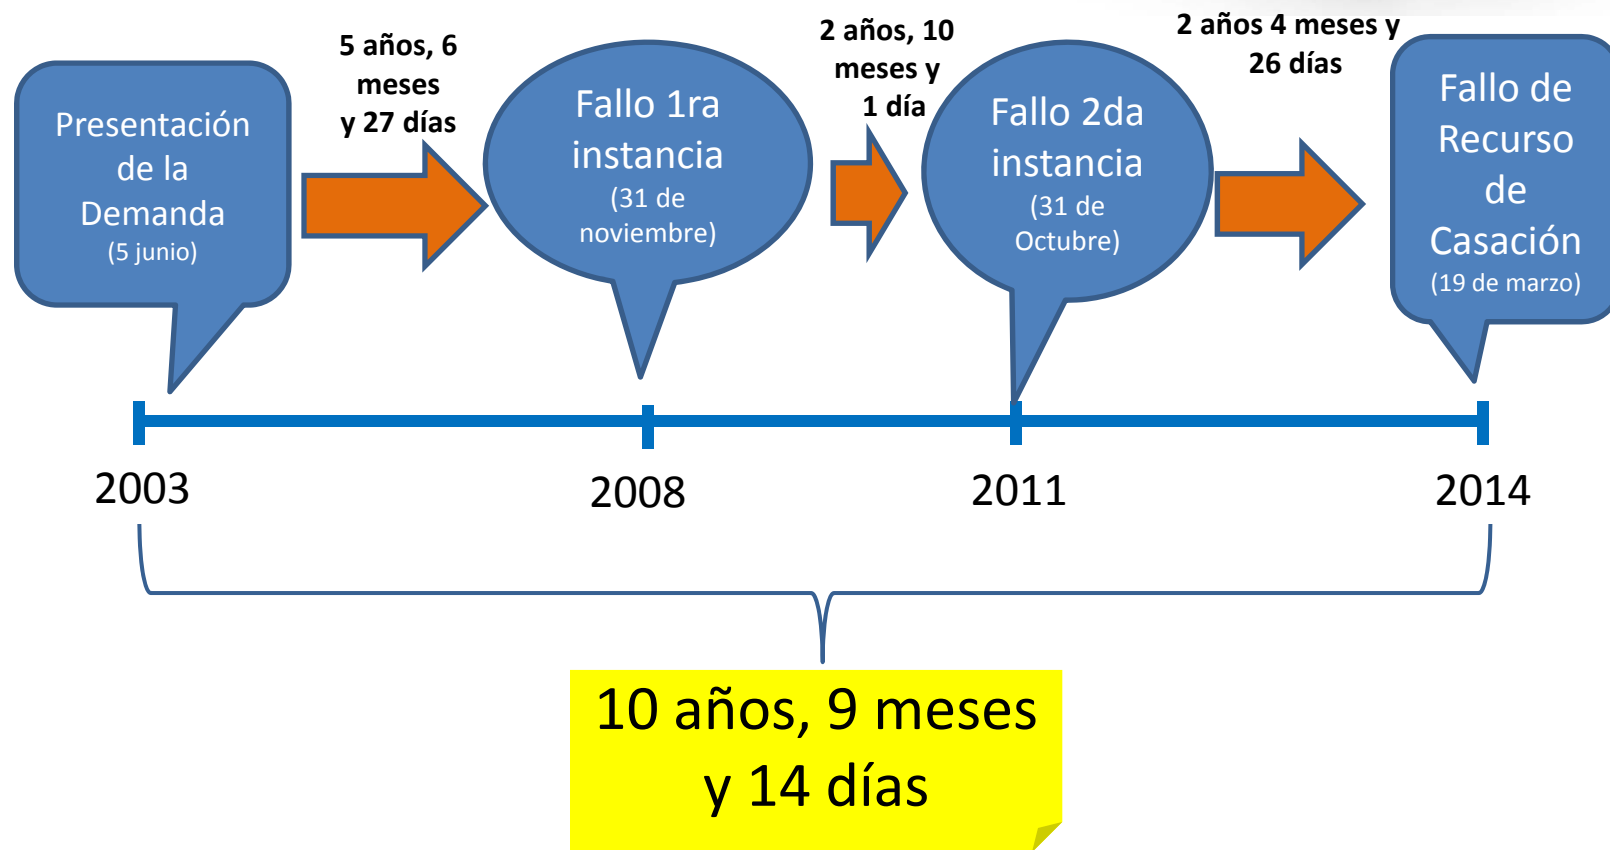 Presentación
de la
Demanda
(5 junio)
5 años, 6
meses
y 27 días
Fallo 1ra
instancia
(31 de
noviembre)
2 años, 10
meses y
1 día
Fallo 2da
instancia
(31 de
Octubre)
2 años 4 meses y
26 días
Fallo de
Recurso
de
Casación
(19 de marzo)
2003
2008
2011
2014
10 años, 9 meses
y 14 días